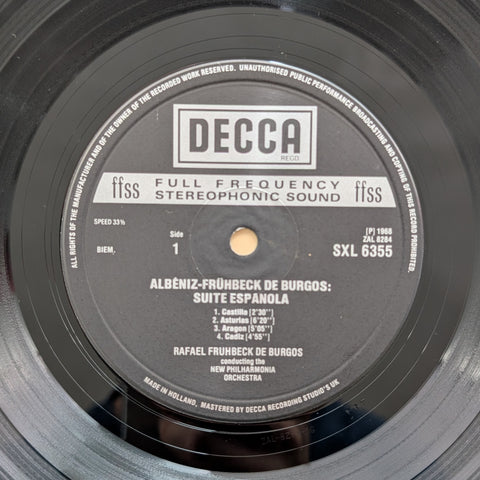 ALL RIGHTS OF THE MANUFACTURER AND OF THE OWNER OF THE RECORDED WORK RESERVED. UNAUTHORISED PUBLIC PERFORMANCE BROADCASTING AND COPYING OF THIS RECORD PROHIBITED.
DECCA
REGD.
ffss FULL FREQUENCY STEREOPHONIC SOUND ffss
SPEED 33⅓
Side
[P] 1968
ZAL 8284
BIEM.
1
SXL 6355
ALBÉNIZ-FRÜHBECK DE BURGOS:
SUITE ESPANOLA
1. Castilla [2'30'']
2. Asturias [6'20'']
3. Aragon [5'05'']
4. Cadiz [4'55'']
RAFAEL FRUHBECK DE BURGOS
conducting the
NEW PHILHARMONIA
ORCHESTRA
MADE IN HOLLAND. MASTERED BY DECCA RECORDING STUDIO'S UK